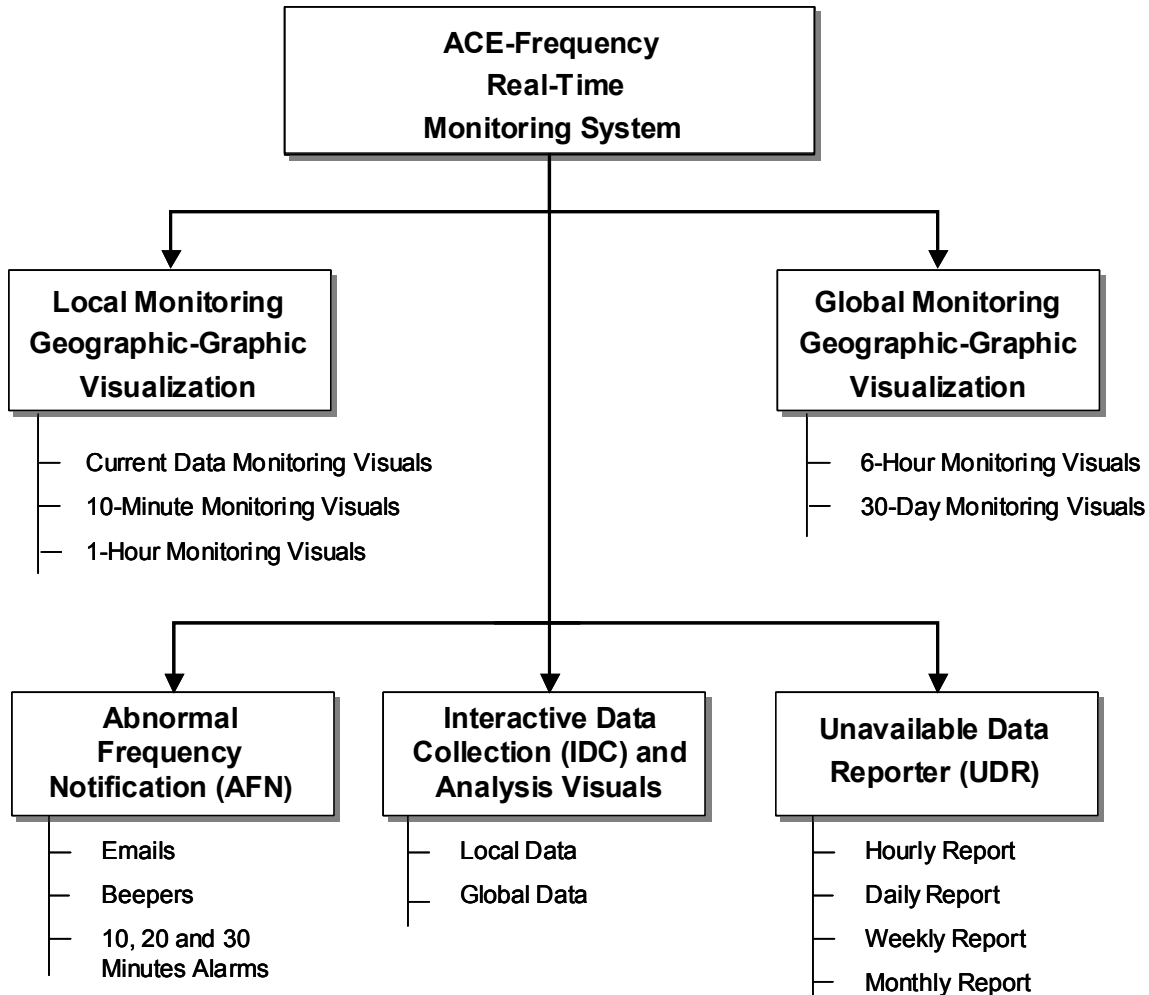 ACE-Frequency
Real-Time
Monitoring System
Local Monitoring
Geographic-Graphic
Visualization
Global Monitoring
Geographic-Graphic
Visualization
Current Data Monitoring Visuals
10-Minute Monitoring Visuals
1-Hour Monitoring Visuals
6-Hour Monitoring Visuals
30-Day Monitoring Visuals
Abnormal
Frequency
Notification (AFN)
Interactive Data
Collection (IDC) and
Analysis Visuals
Unavailable Data
Reporter (UDR)
Emails
Beepers
10, 20 and 30
Minutes Alarms
Local Data
Global Data
Hourly Report
Daily Report
Weekly Report
Monthly Report